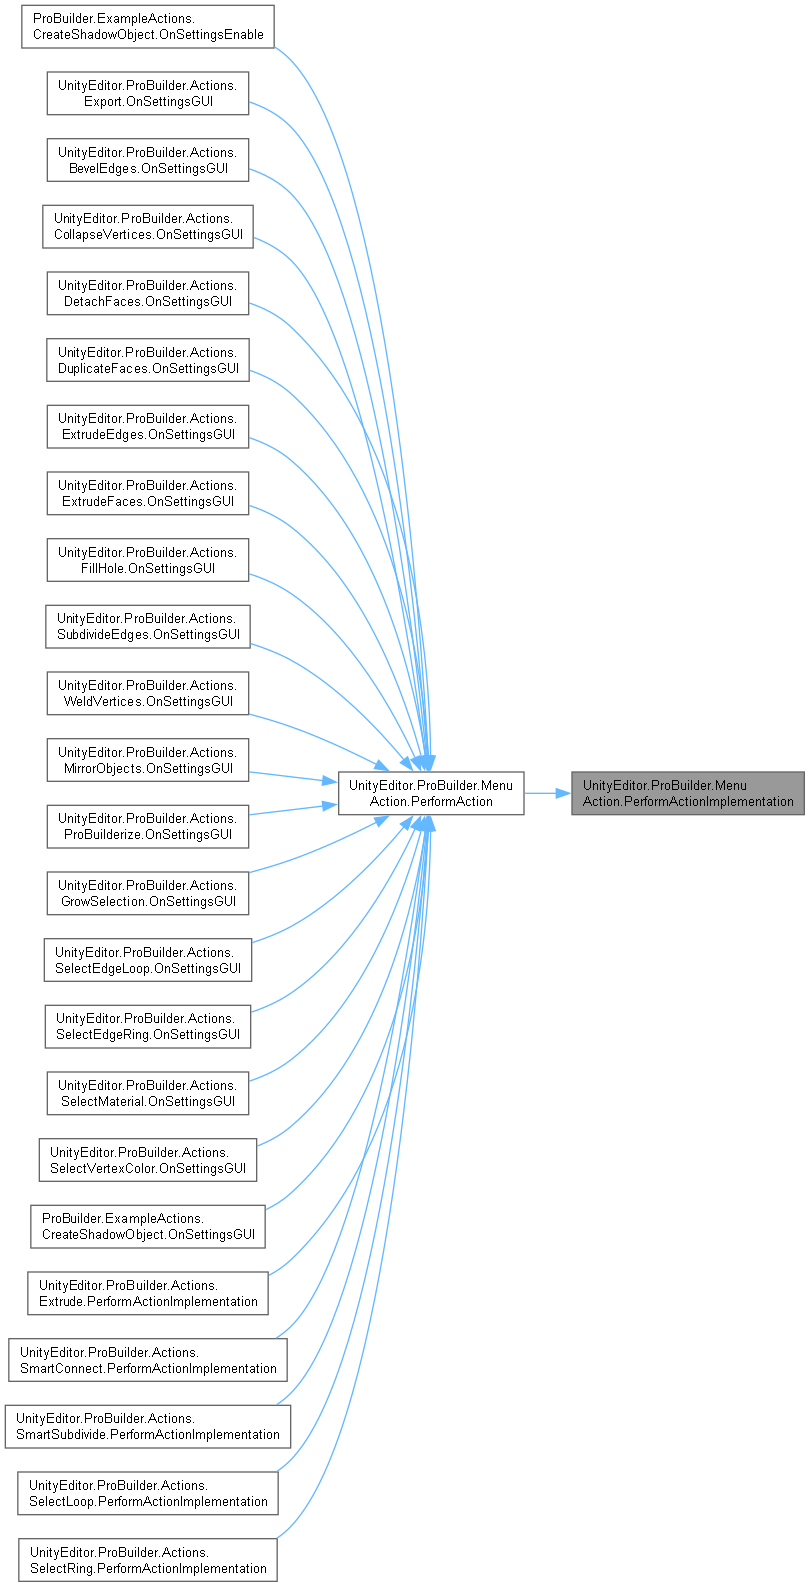 ProBuilder.ExampleActions.
CreateShadowObject.OnSettingsEnable
UnityEditor.ProBuilder.Actions.
Export.OnSettingsGUI
UnityEditor.ProBuilder.Actions.
BevelEdges.OnSettingsGUI
UnityEditor.ProBuilder.Actions.
CollapseVertices.OnSettingsGUI
UnityEditor.ProBuilder.Actions.
DetachFaces.OnSettingsGUI
UnityEditor.ProBuilder.Actions.
DuplicateFaces.OnSettingsGUI
UnityEditor.ProBuilder.Actions.
ExtrudeEdges.OnSettingsGUI
UnityEditor.ProBuilder.Actions.
ExtrudeFaces.OnSettingsGUI
UnityEditor.ProBuilder.Actions.
FillHole.OnSettingsGUI
UnityEditor.ProBuilder.Actions.
SubdivideEdges.OnSettingsGUI
UnityEditor.ProBuilder.Actions.
WeldVertices.OnSettingsGUI
UnityEditor.ProBuilder.Actions.
MirrorObjects.OnSettingsGUI
UnityEditor.ProBuilder.Menu
Action.PerformAction
UnityEditor.ProBuilder.Menu
Action.PerformActionImplementation
UnityEditor.ProBuilder.Actions.
ProBuilderize.OnSettingsGUI
UnityEditor.ProBuilder.Actions.
GrowSelection.OnSettingsGUI
UnityEditor.ProBuilder.Actions.
SelectEdgeLoop.OnSettingsGUI
UnityEditor.ProBuilder.Actions.
SelectEdgeRing.OnSettingsGUI
UnityEditor.ProBuilder.Actions.
SelectMaterial.OnSettingsGUI
UnityEditor.ProBuilder.Actions.
SelectVertexColor.OnSettingsGUI
ProBuilder.ExampleActions.
CreateShadowObject.OnSettingsGUI
UnityEditor.ProBuilder.Actions.
Extrude.PerformActionImplementation
UnityEditor.ProBuilder.Actions.
SmartConnect.PerformActionImplementation
UnityEditor.ProBuilder.Actions.
SmartSubdivide.PerformActionImplementation
UnityEditor.ProBuilder.Actions.
SelectLoop.PerformActionImplementation
UnityEditor.ProBuilder.Actions.
SelectRing.PerformActionImplementation